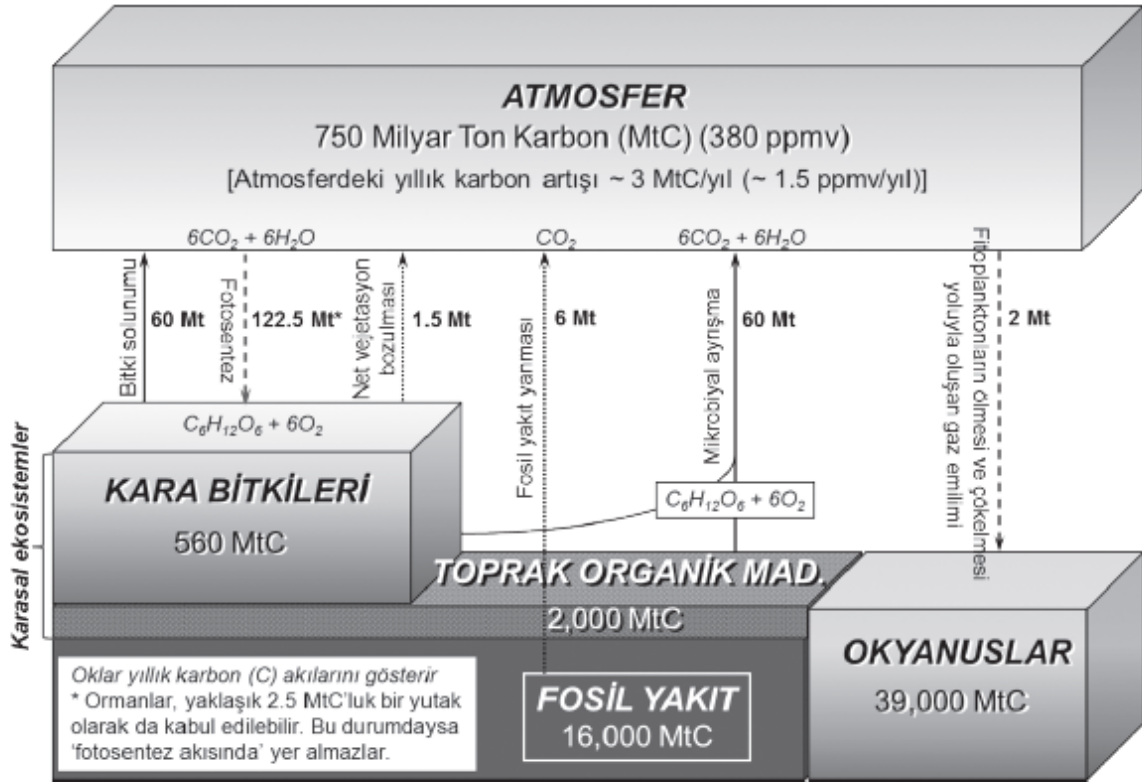 ATMOSFER
750 Milyar Ton Karbon (MtC) (380 ppmv)
[Atmosferdeki yıllık karbon artışı ~ 3 MtC/yıl (~ 1.5 ppmv/yıl)]
6CO₂ + 6H₂O
CO₂
6CO₂ + 6H₂O
Bitki solunumu
60 Mt
Fotosentez
122.5 Mt*
Net vejetasyon
bozulması
1.5 Mt
Fosil yakıt yanması
6 Mt
Mikrobiyal ayrışma
60 Mt
Fitoplanktonların ölmesi ve çökelmesi
yoluyla oluşan gaz emilimi
2 Mt
Karasal ekosistemler
C₆H₁₂O₆ + 6O₂
KARA BİTKİLERİ
560 MtC
C₆H₁₂O₆ + 6O₂
TOPRAK ORGANİK MAD.
2,000 MtC
OKYANUSLAR
39,000 MtC
FOSİL YAKIT
16,000 MtC
Oklar yıllık karbon (C) akılarını gösterir
* Ormanlar, yaklaşık 2.5 MtC'luk bir yutak
olarak da kabul edilebilir. Bu durumdaysa
'fotosentez akısında' yer almazlar.